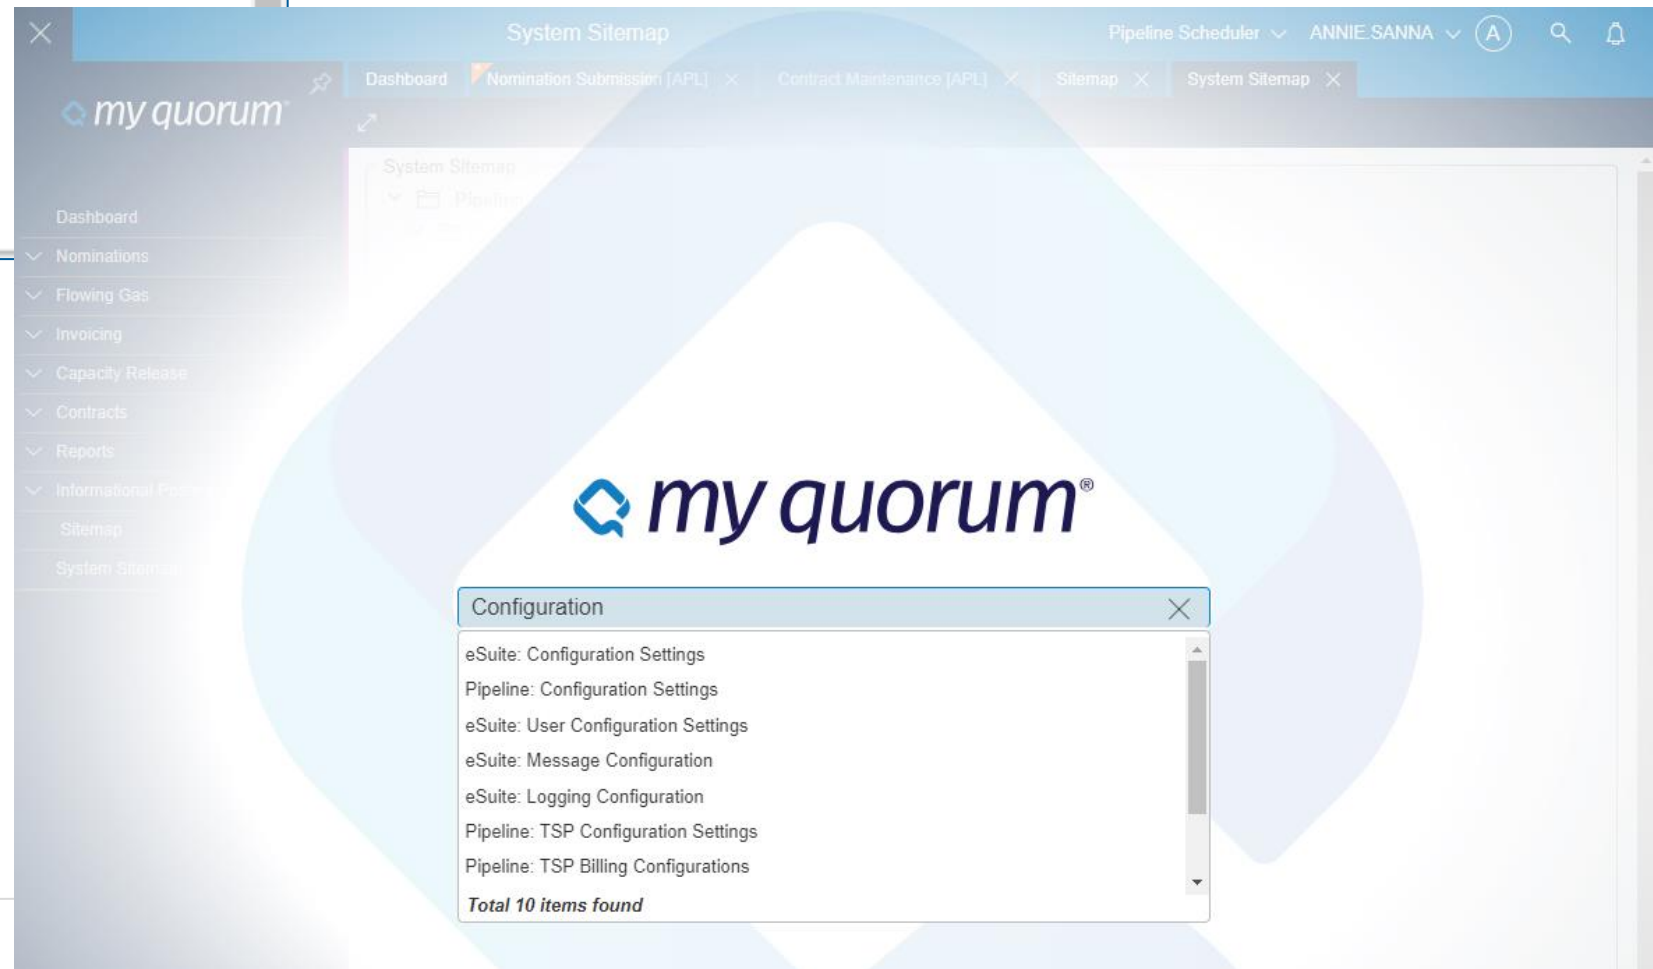 System Sitemap
Pipeline Scheduler
ANNIE.SANNA
A
my quorum
Dashboard
Nomination Submission [APL]
Contract Maintenance [APL]
Sitemap
System Sitemap
System Sitemap
Dashboard
Nominations
Flowing Gas
Invoicing
Capacity Release
Contracts
Reports
Informational
Sitemap
System
my quorum®
Configuration
eSuite: Configuration Settings
Pipeline: Configuration Settings
eSuite: User Configuration Settings
eSuite: Message Configuration
eSuite: Logging Configuration
Pipeline: TSP Configuration Settings
Pipeline: TSP Billing Configurations
Total 10 items found